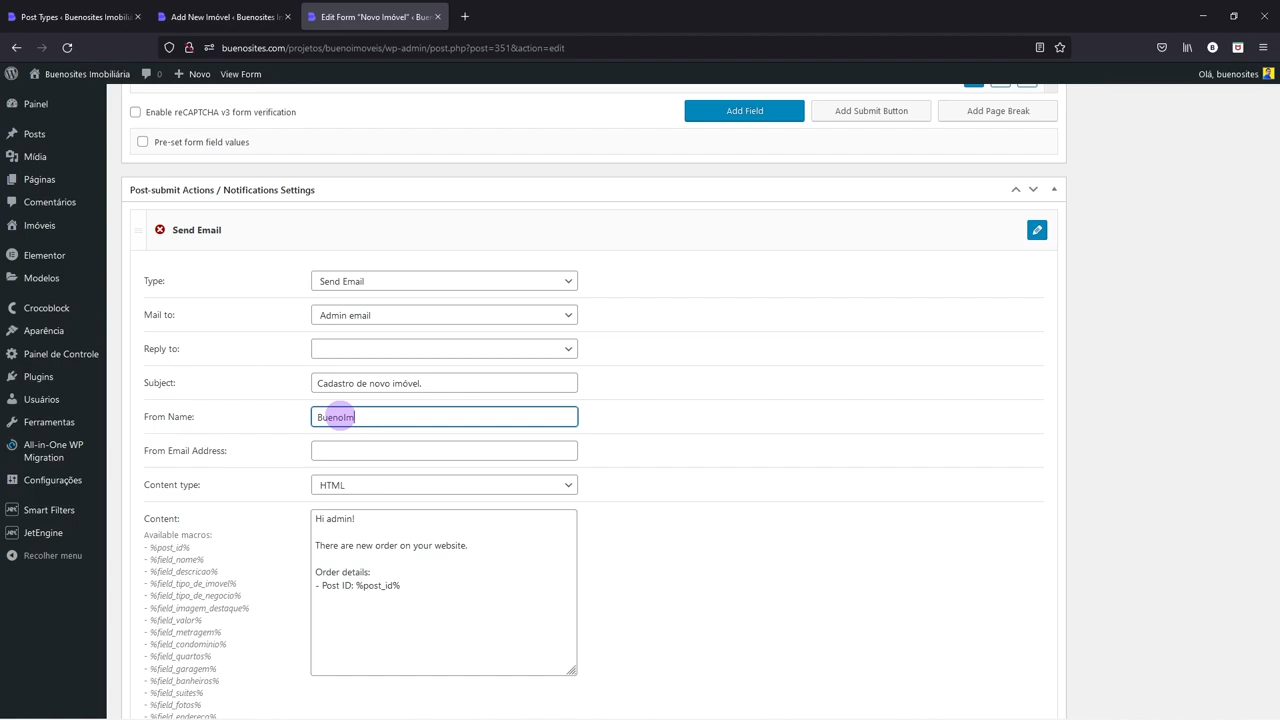 Post Types ‹ Buenosites Imobiliá
Add New Imóvel ‹ Buenosites I
Edit Form "Novo Imóvel" ‹ Bue
buenosites.com/projetos/buenoimoveis/wp-admin/post.php?post=351&action=edit
Buenosites Imobiliária
0
Novo
View Form
Olá, buenosites
Painel
Posts
Mídia
Páginas
Comentários
Imóveis
Elementor
Modelos
Crocoblock
Aparência
Painel de Controle
Plugins
Usuários
Ferramentas
All-in-One WP
Migration
Configurações
Smart Filters
JetEngine
Recolher menu
Enable reCAPTCHA v3 form verification
Add Field
Add Submit Button
Add Page Break
Pre-set form field values
Post-submit Actions / Notifications Settings
Send Email
Type:
Send Email
Mail to:
Admin email
Reply to:
Subject:
Cadastro de novo imóvel.
From Name:
BuenoIm
From Email Address:
Content type:
HTML
Content:
Available macros:
- %post_id%
- %field_nome%
- %field_descricao%
- %field_tipo_de_imovel%
- %field_tipo_de_negocio%
- %field_imagem_destaque%
- %field_valor%
- %field_metragem%
- %field_condominio%
- %field_quartos%
- %field_garagem%
- %field_banheiros%
- %field_suites%
- %field_fotos%
- %field_endereco%
Hi admin!
There are new order on your website.
Order details:
- Post ID: %post_id%